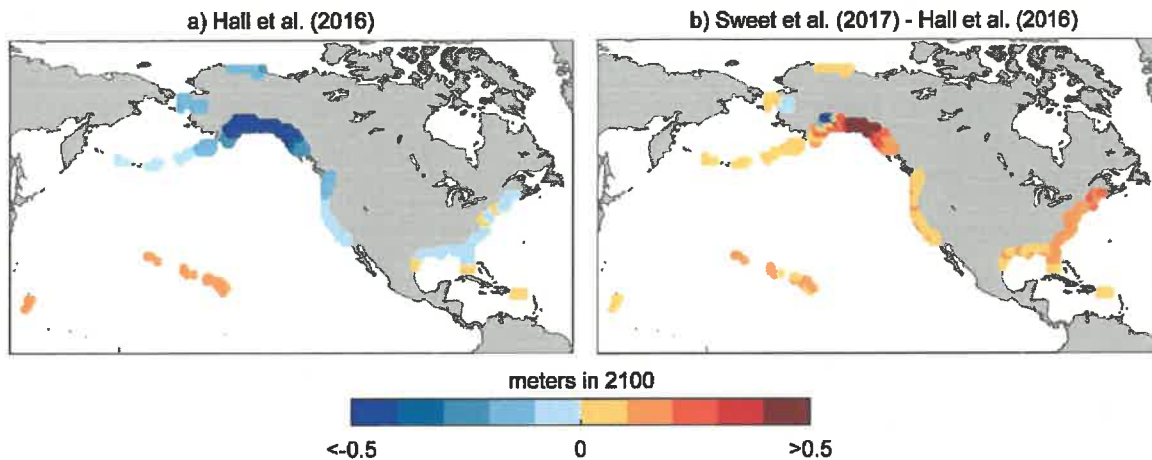 a) Hall et al. (2016)
b) Sweet et al. (2017) - Hall et al. (2016)
meters in 2100
<-0.5
0
>0.5